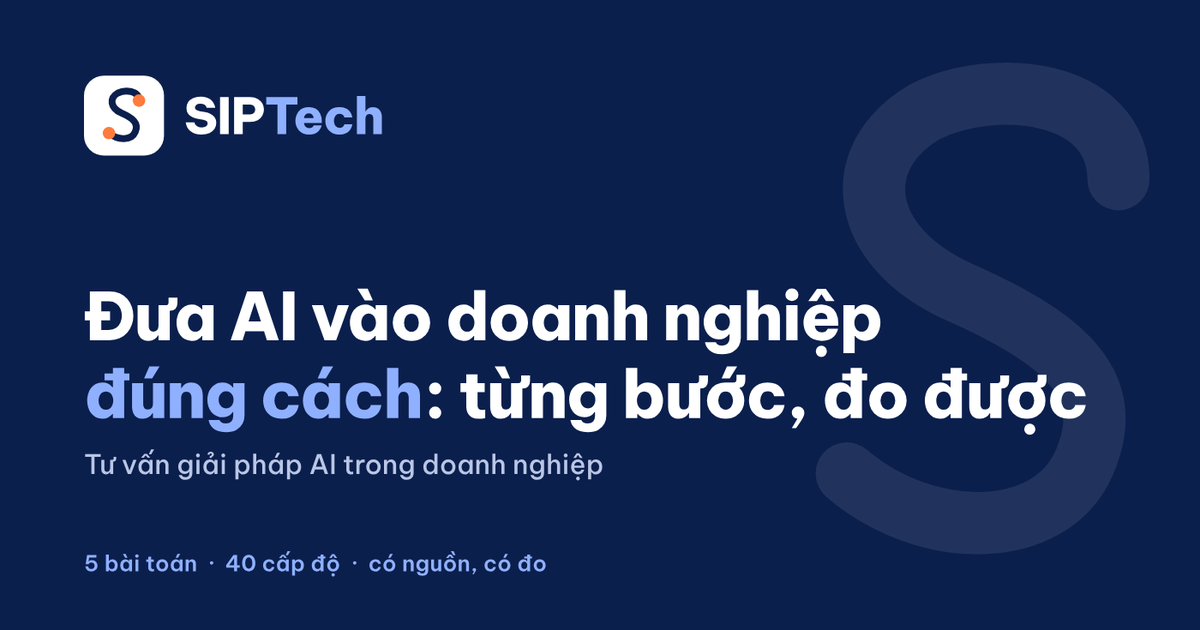 SIPTech
Đưa AI vào doanh nghiệp
đúng cách: từng bước, đo được
Tư vấn giải pháp AI trong doanh nghiệp
5 bài toán · 40 cấp độ · có nguồn, có đo